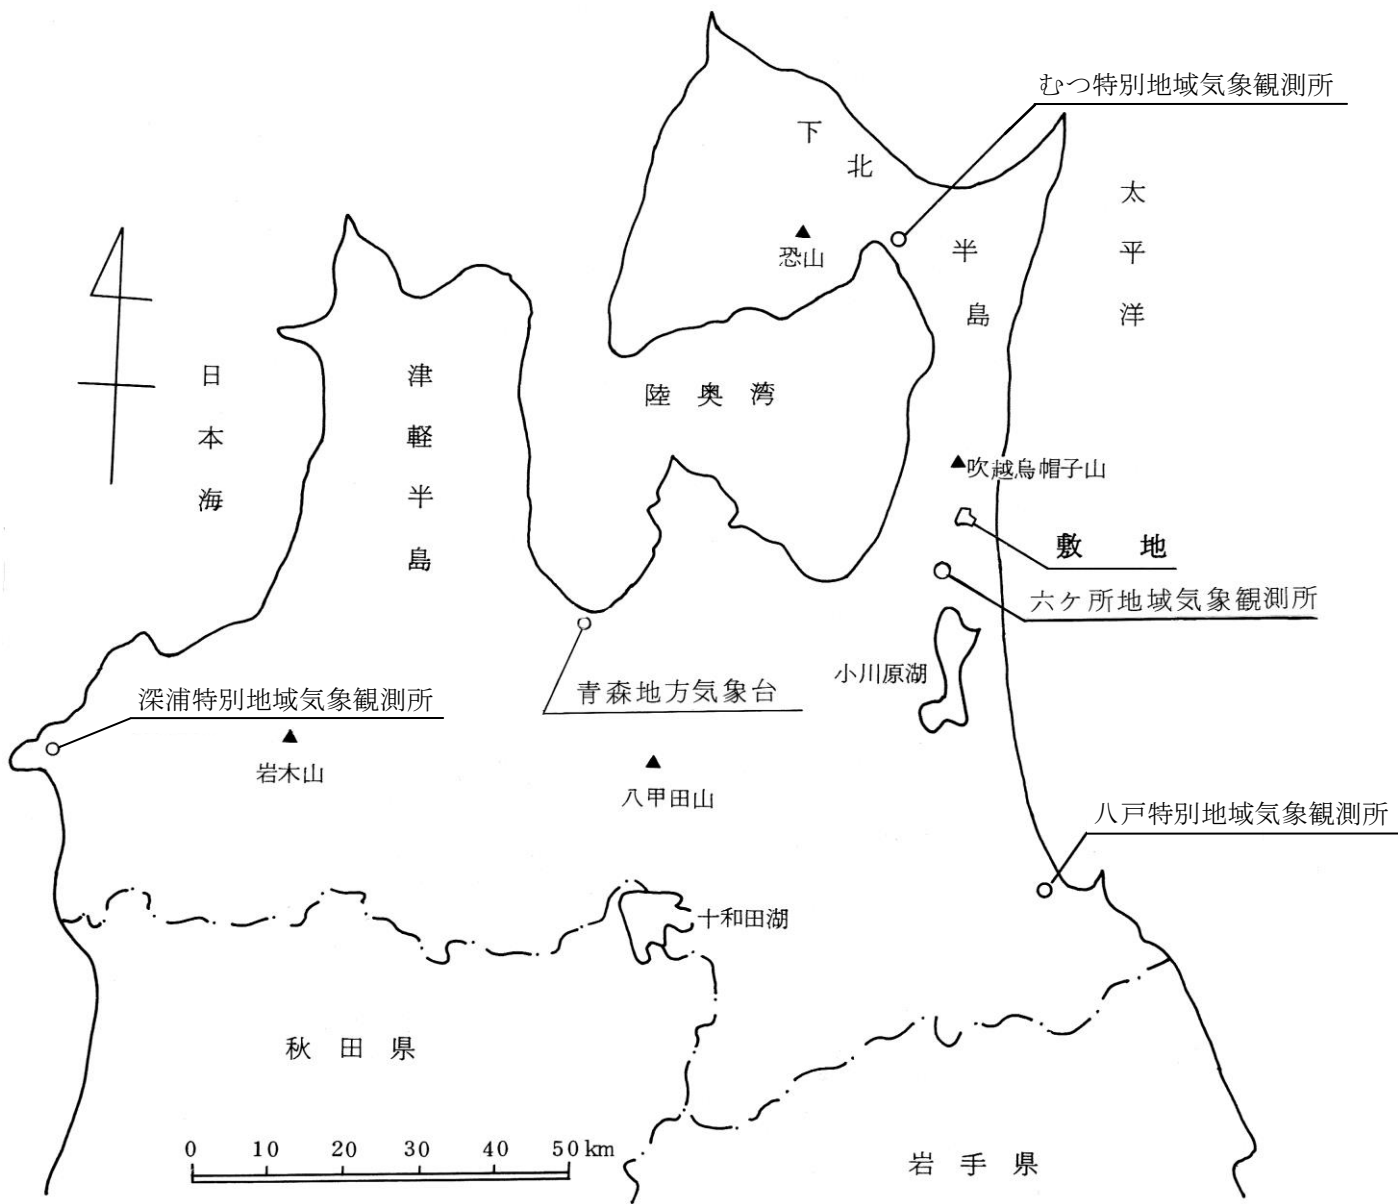 むつ特別地域気象観測所
下北半島
太平洋
恐山
日本海
津軽半島
陸奥湾
吹越烏帽子山
敷地
六ケ所地域気象観測所
小川原湖
深浦特別地域気象観測所
青森地方気象台
岩木山
八甲田山
八戸特別地域気象観測所
十和田湖
秋田県
0 10 20 30 40 50 km
岩手県